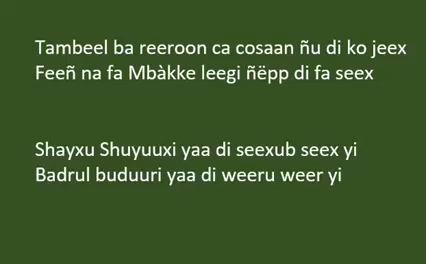 Tambeel ba reeroon ca cosaan ñu di ko jeex
Feeñ na fa Mbàkke leegi ñëpp di fa seex
Shayxu Shuyuuxi yaa di seexub seex yi
Badrul buduuri yaa di weeru weer yi